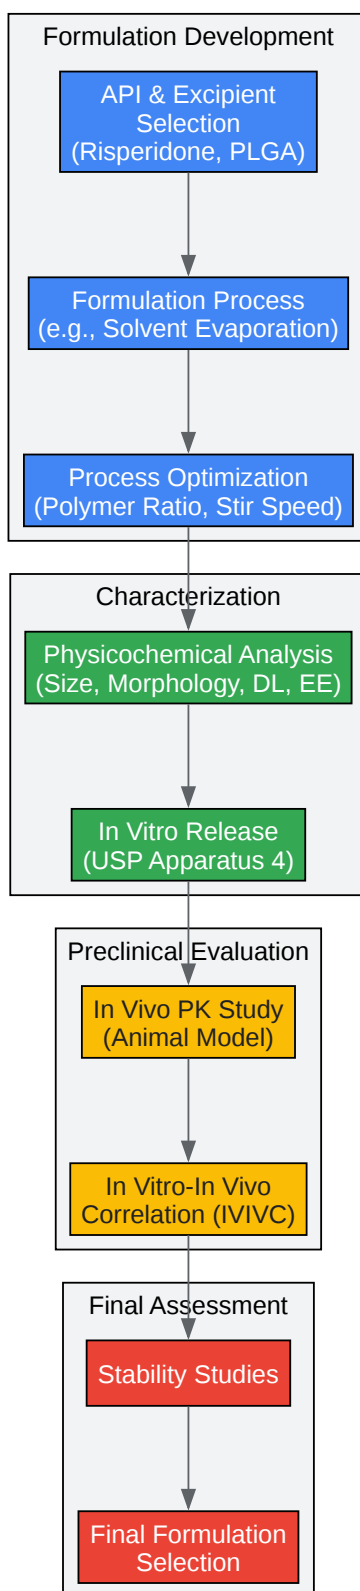 Formulation Development
API & Excipient
Selection
(Risperidone, PLGA)
Formulation Process
(e.g., Solvent Evaporation)
Process Optimization
(Polymer Ratio, Stir Speed)
Characterization
Physicochemical Analysis
(Size, Morphology, DL, EE)
In Vitro Release
(USP Apparatus 4)
Preclinical Evaluation
In Vivo PK Study
(Animal Model)
In Vitro-In Vivo
Correlation (IVIVC)
Final Assessment
Stability Studies
Final Formulation
Selection